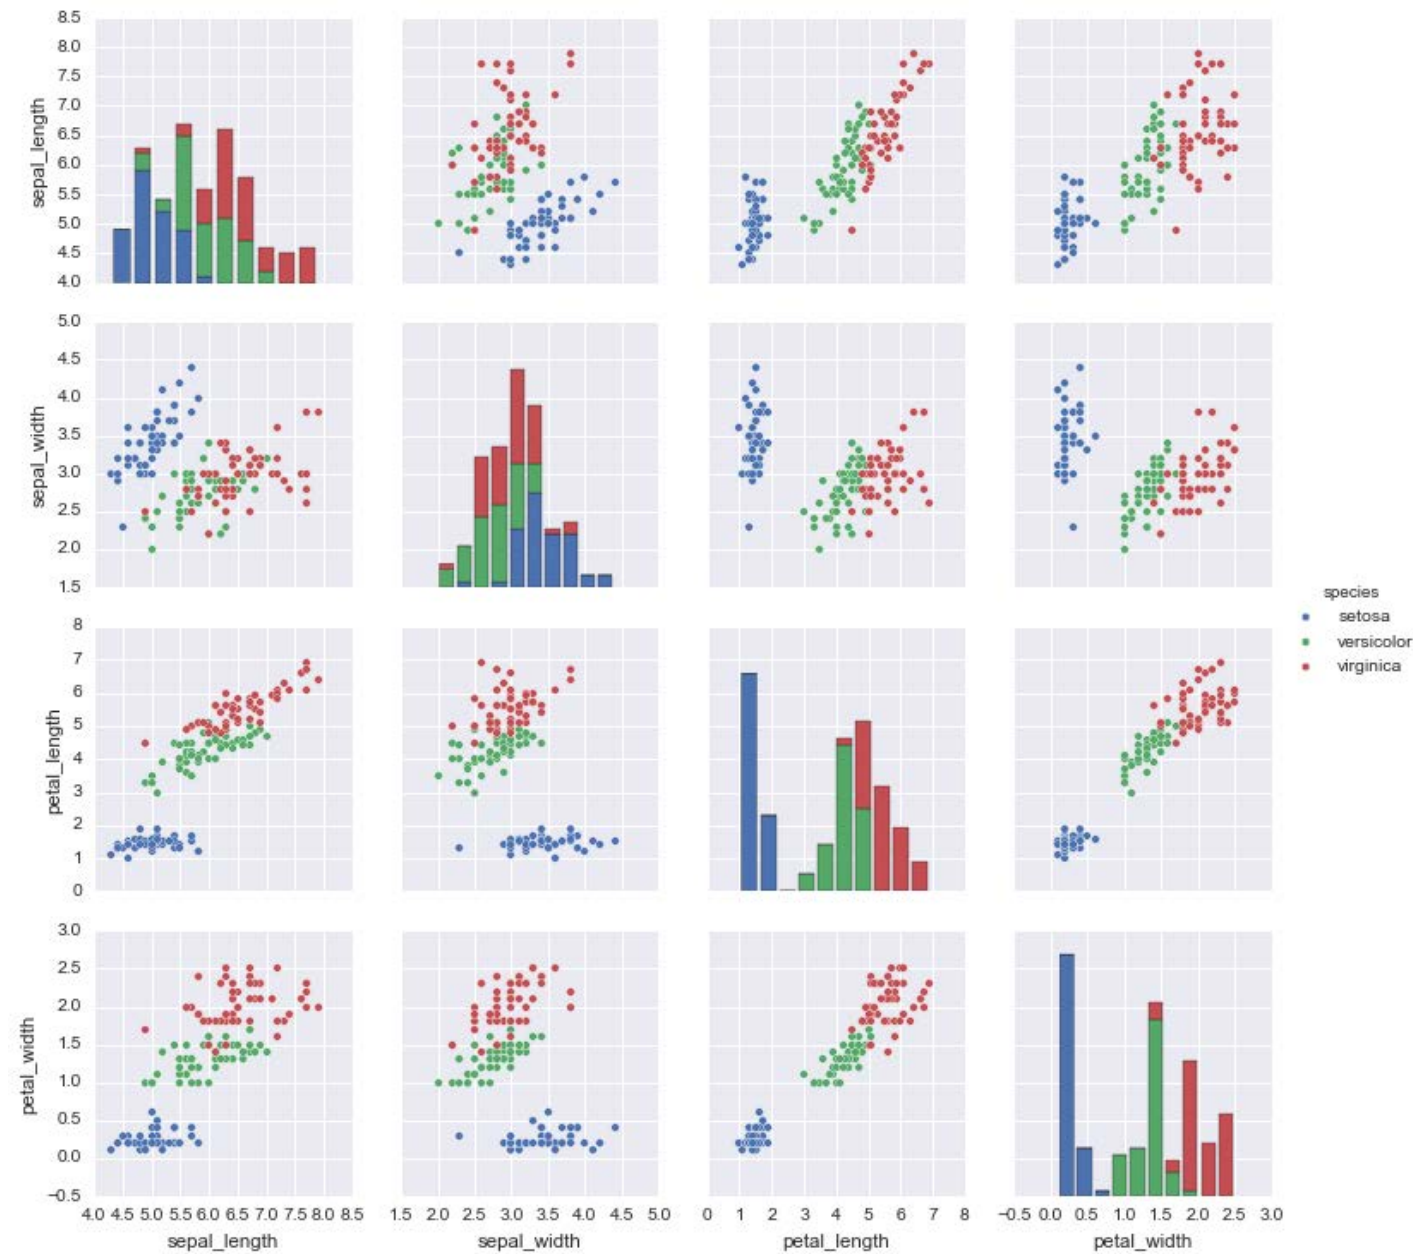 8.5
8.0
7.5
7.0
6.5
6.0
5.5
5.0
4.5
4.0
sepal_length
5.0
4.5
4.0
3.5
3.0
2.5
2.0
1.5
sepal_width
species
setosa
versicolor
virginica
8
7
6
5
4
3
2
1
0
petal_length
3.0
2.5
2.0
1.5
1.0
0.5
0.0
−0.5
petal_width
4.0 4.5 5.0 5.5 6.0 6.5 7.0 7.5 8.0 8.5
sepal_length
1.5 2.0 2.5 3.0 3.5 4.0 4.5 5.0
sepal_width
0 1 2 3 4 5 6 7 8
petal_length
−0.5 0.0 0.5 1.0 1.5 2.0 2.5 3.0
petal_width